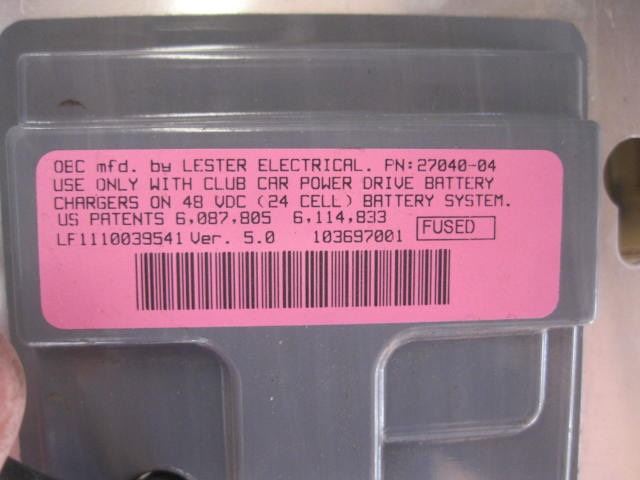 OBC mfd. by LESTER ELECTRICAL. PN:27040-04
USE ONLY WITH CLUB CAR POWER DRIVE BATTERY
CHARGERS ON 48 VDC (24 CELL) BATTERY SYSTEM.
US PATENTS 6,087,805 6,114,833
LF1110039541 Ver. 5.0 103697001 FUSED